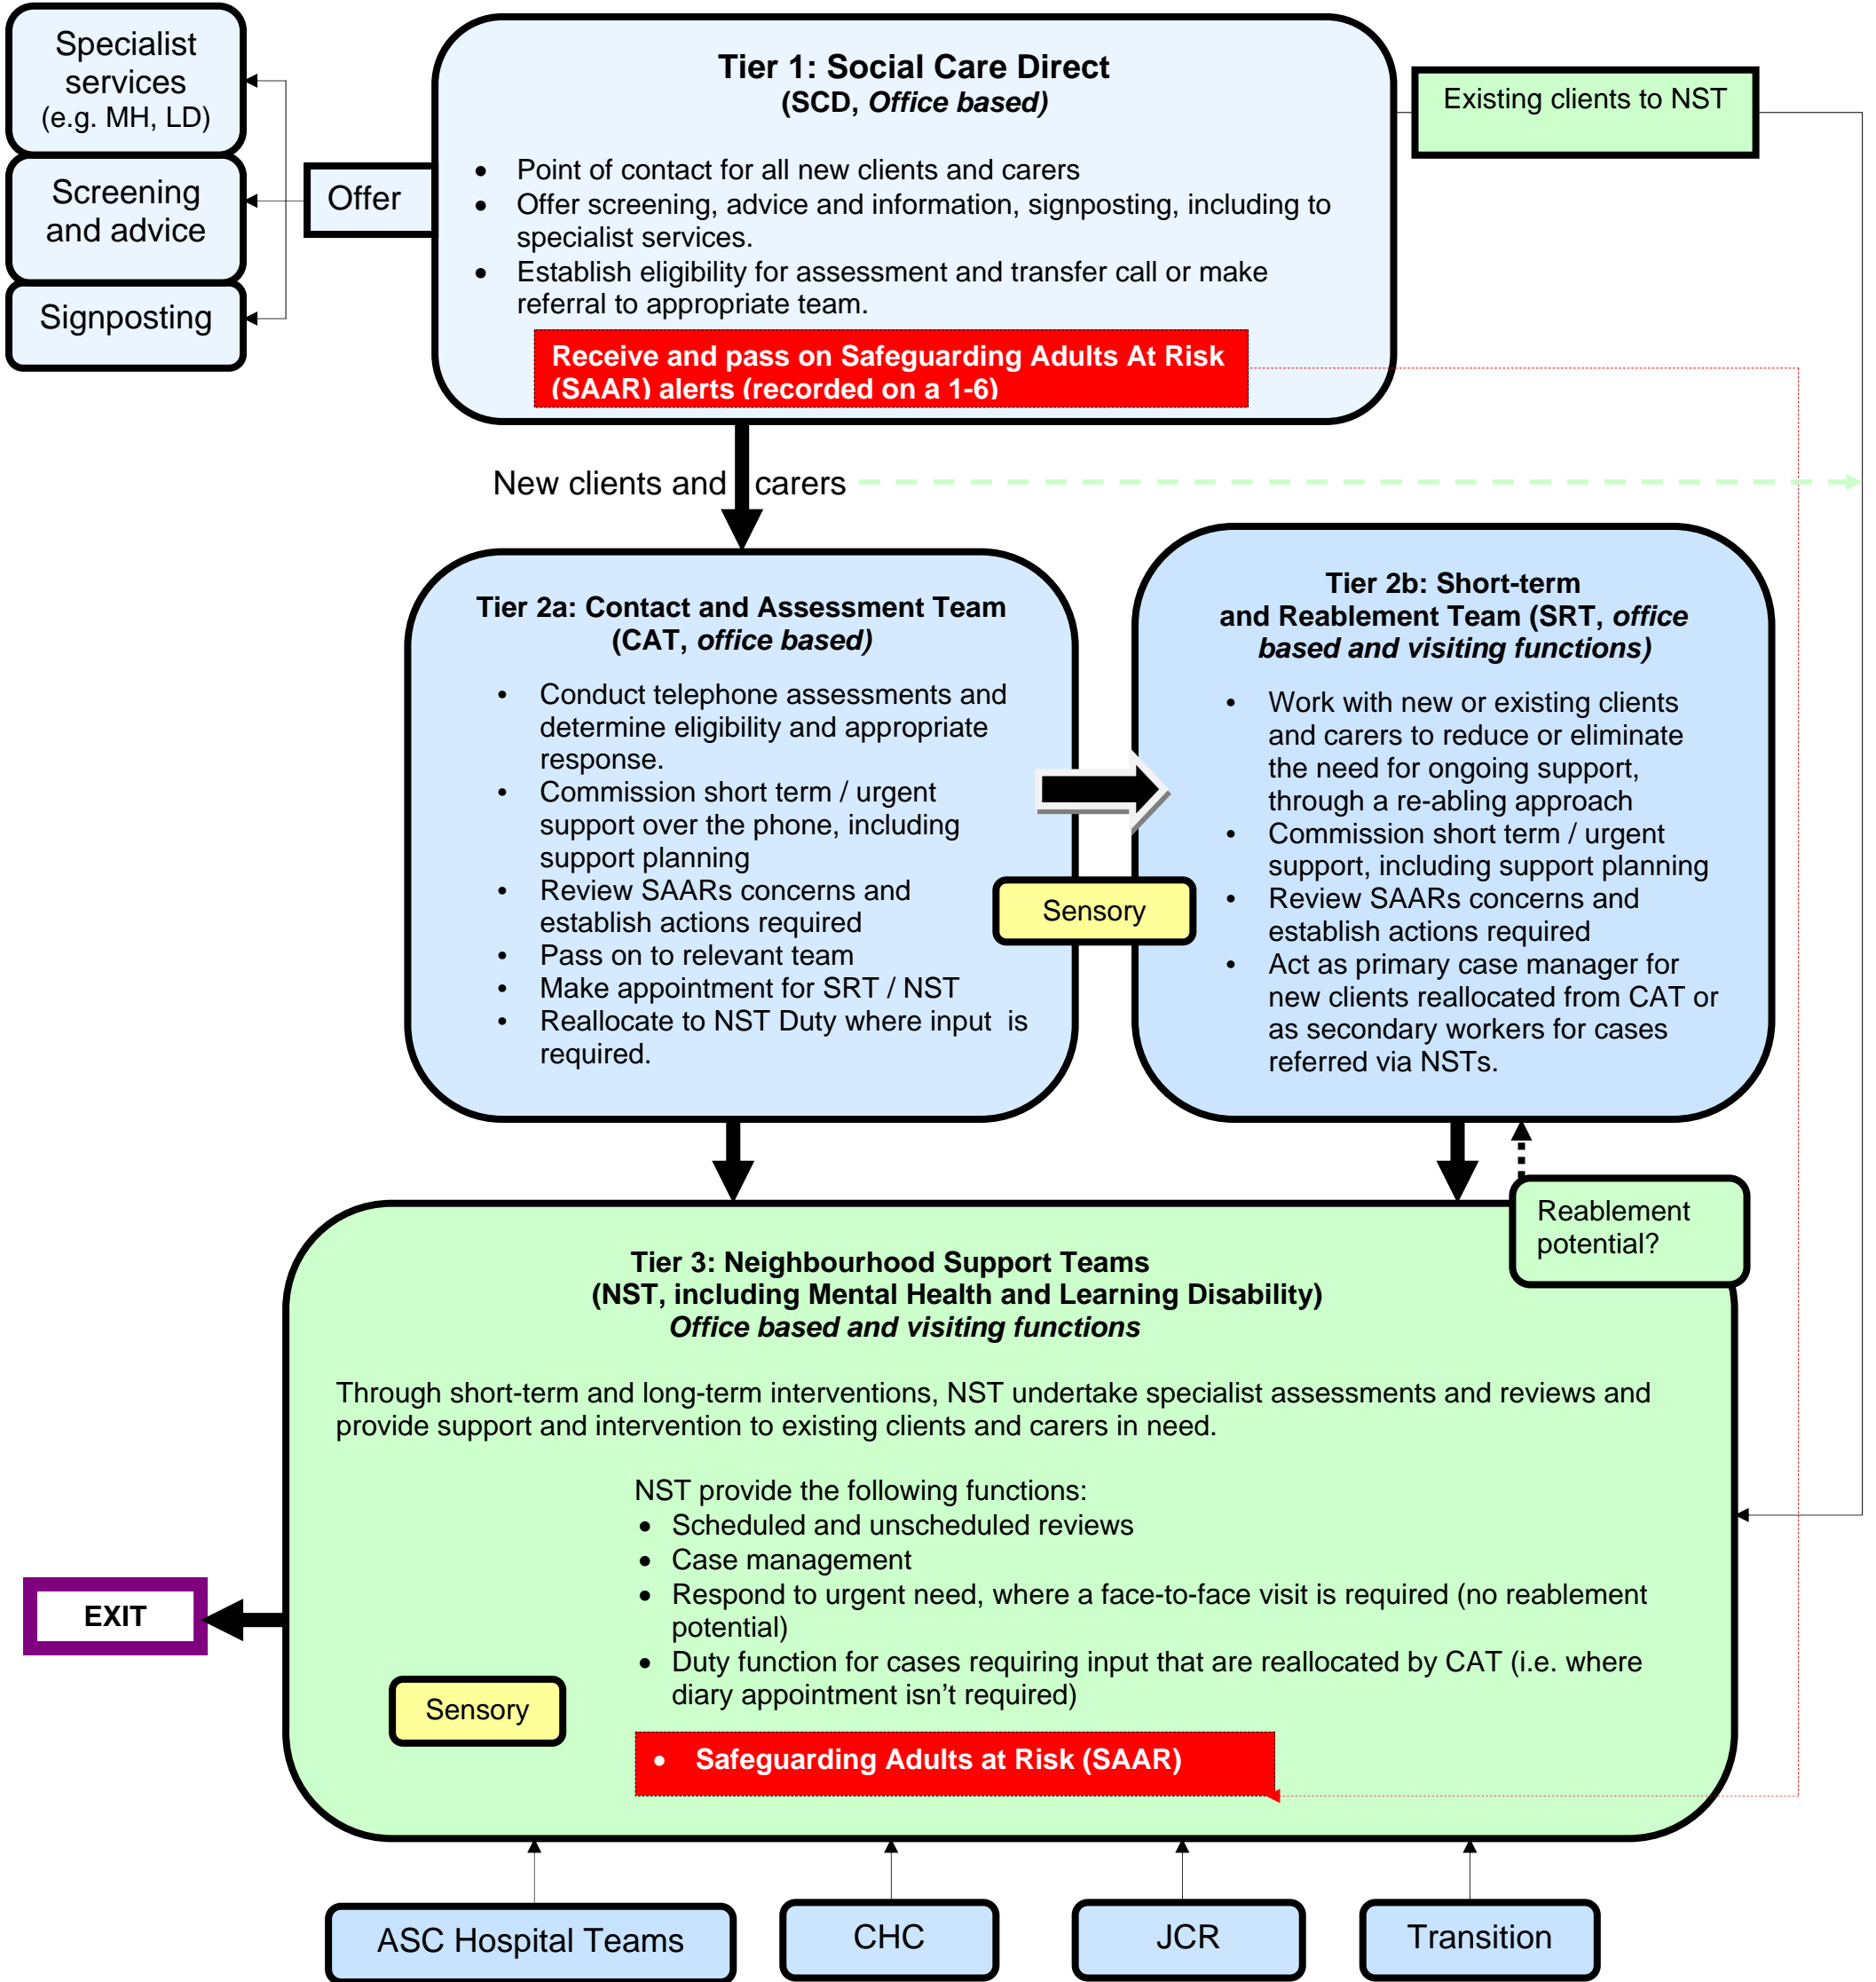 Specialist
services
(e.g. MH, LD)
Screening
and advice
Signposting
Offer
Tier 1: Social Care Direct
(SCD, Office based)
• Point of contact for all new clients and carers
• Offer screening, advice and information, signposting, including to
specialist services.
• Establish eligibility for assessment and transfer call or make
referral to appropriate team.
Receive and pass on Safeguarding Adults At Risk
(SAAR) alerts (recorded on a 1-6)
Existing clients to NST
New clients and carers
Tier 2a: Contact and Assessment Team
(CAT, office based)
• Conduct telephone assessments and
determine eligibility and appropriate
response.
• Commission short term / urgent
support over the phone, including
support planning
• Review SAARs concerns and
establish actions required
• Pass on to relevant team
• Make appointment for SRT / NST
• Reallocate to NST Duty where input is
required.
Sensory
Tier 2b: Short-term
and Reablement Team (SRT, office
based and visiting functions)
• Work with new or existing clients
and carers to reduce or eliminate
the need for ongoing support,
through a re-abling approach
• Commission short term / urgent
support, including support planning
• Review SAARs concerns and
establish actions required
• Act as primary case manager for
new clients reallocated from CAT or
as secondary workers for cases
referred via NSTs.
Reablement
potential?
Tier 3: Neighbourhood Support Teams
(NST, including Mental Health and Learning Disability)
Office based and visiting functions
Through short-term and long-term interventions, NST undertake specialist assessments and reviews and
provide support and intervention to existing clients and carers in need.
NST provide the following functions:
• Scheduled and unscheduled reviews
• Case management
• Respond to urgent need, where a face-to-face visit is required (no reablement
potential)
• Duty function for cases requiring input that are reallocated by CAT (i.e. where
diary appointment isn't required)
• Safeguarding Adults at Risk (SAAR)
Sensory
EXIT
ASC Hospital Teams
CHC
JCR
Transition